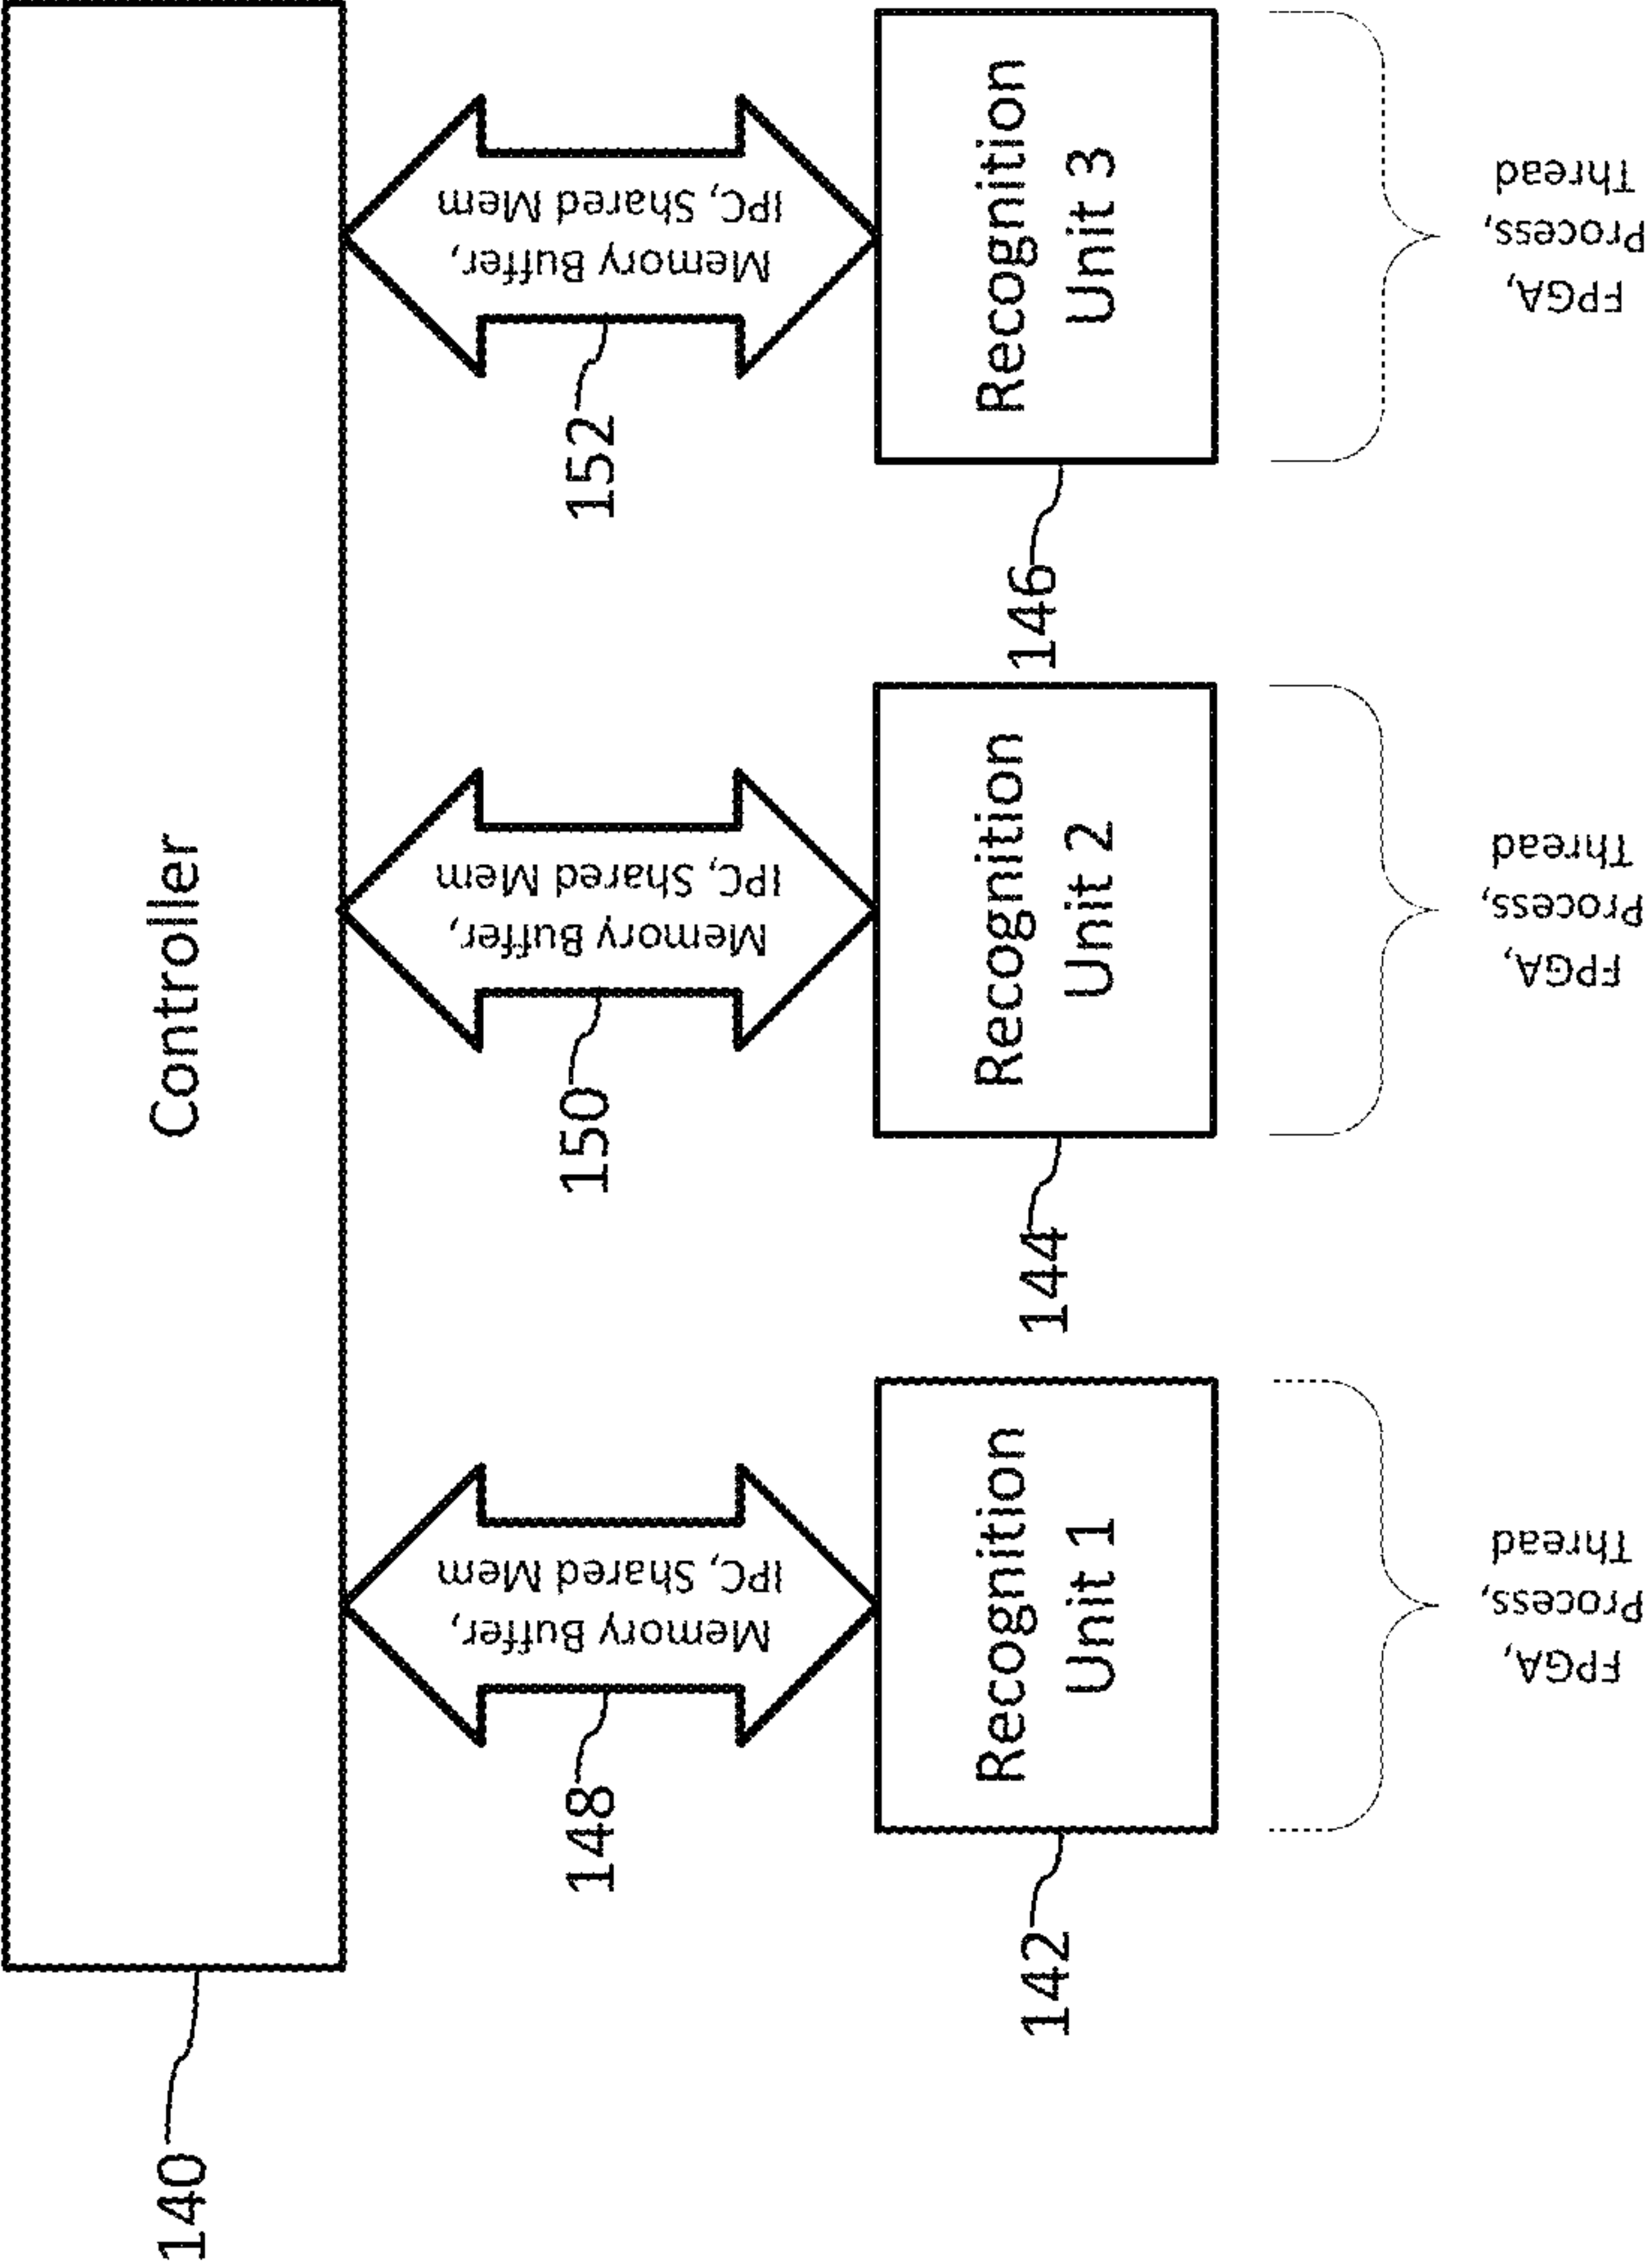 140
Controller
148
Memory Buffer,
IPC, Shared Mem
150
Memory Buffer,
IPC, Shared Mem
152
Memory Buffer,
IPC, Shared Mem
142
Recognition
Unit 1
144
Recognition
Unit 2
146
Recognition
Unit 3
FPGA,
Process,
Thread
FPGA,
Process,
Thread
FPGA,
Process,
Thread